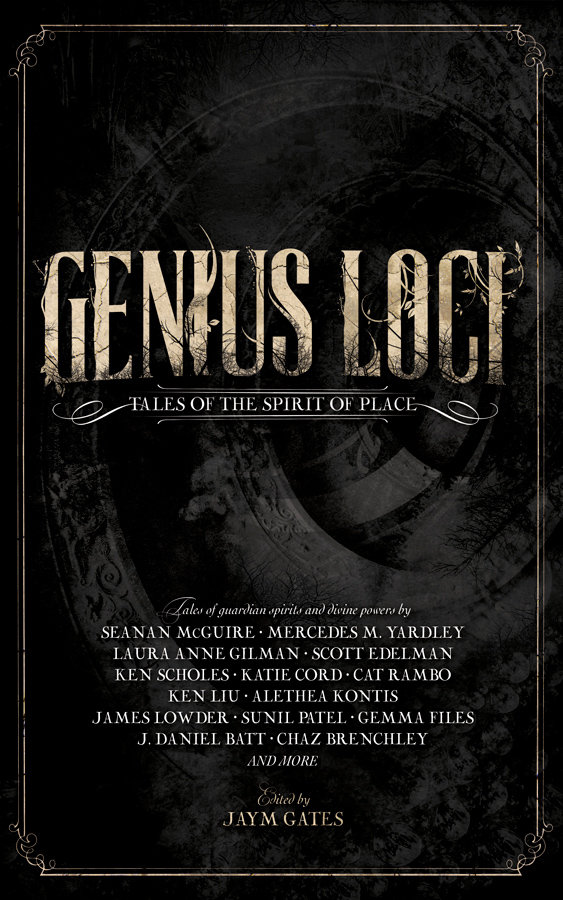 GENIUS LOCI
TALES OF THE SPIRIT OF PLACE
Tales of guardian spirits and divine powers by
SEANAN McGUIRE · MERCEDES M. YARDLEY
LAURA ANNE GILMAN · SCOTT EDELMAN
KEN SCHOLES · KATIE CORD · CAT RAMBO
KEN LIU · ALETHEA KONTIS
JAMES LOWDER · SUNIL PATEL · GEMMA FILES
J. DANIEL BATT · CHAZ BRENCHLEY
AND MORE
Edited by
JAYM GATES